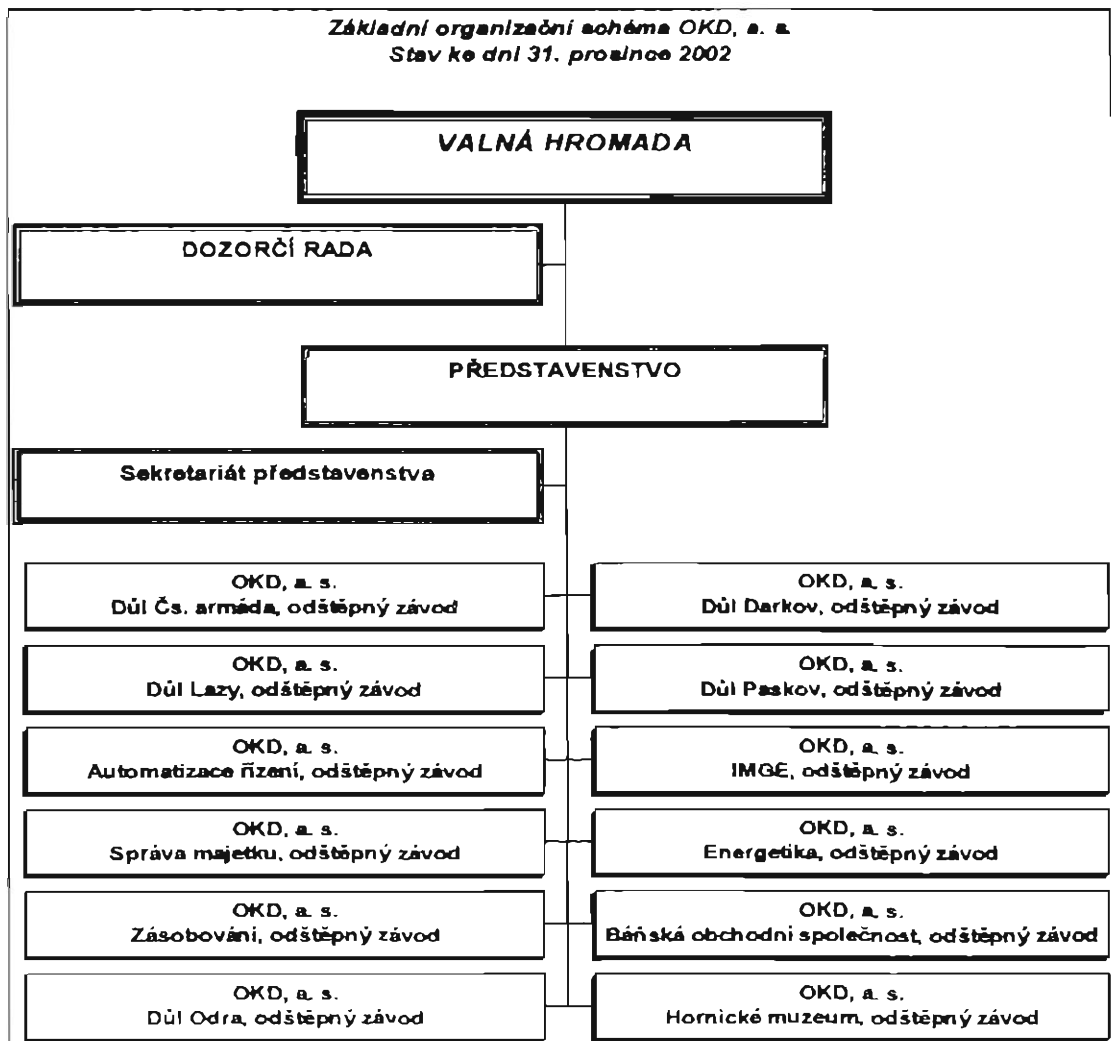 Základní organizační schéma OKD, a. s.
Stav ke dni 31. prosince 2002
VALNÁ HROMADA
DOZORČÍ RADA
PŘEDSTAVENSTVO
Sekretariát představenstva
OKD, a. s.
Důl Čs. armáda, odštěpný závod
OKD, a. s.
Důl Darkov, odštěpný závod
OKD, a. s.
Důl Lazy, odštěpný závod
OKD, a. s.
Důl Paskov, odštěpný závod
OKD, a. s.
Automatizace řízení, odštěpný závod
OKD, a. s.
IMGE, odštěpný závod
OKD, a. s.
Správa majetku, odštěpný závod
OKD, a. s.
Energetika, odštěpný závod
OKD, a. s.
Zásobování, odštěpný závod
OKD, a. s.
Báňská obchodní společnost, odštěpný závod
OKD, a. s.
Důl Odra, odštěpný závod
OKD, a. s.
Hornické muzeum, odštěpný závod